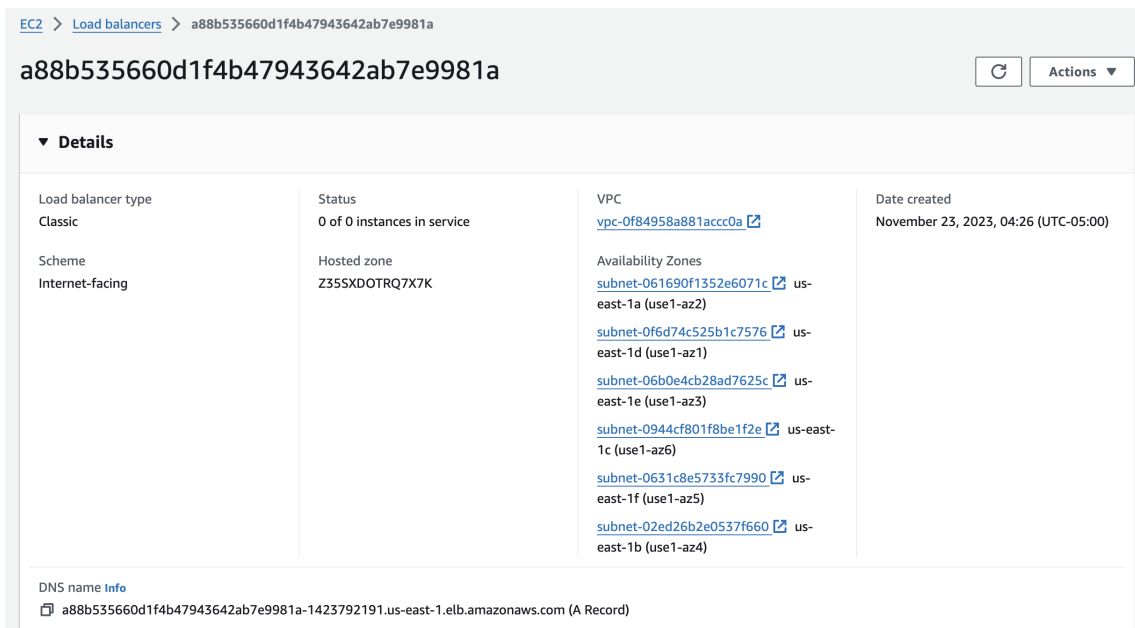 EC2 > Load balancers > a88b535660d1f4b47943642ab7e9981a
a88b535660d1f4b47943642ab7e9981a
Actions
Details
Load balancer type
Classic
Status
0 of 0 instances in service
VPC
vpc-0f84958a881accc0a
Date created
November 23, 2023, 04:26 (UTC-05:00)
Scheme
Internet-facing
Hosted zone
Z35SXDOTRQ7X7K
Availability Zones
subnet-061690f1352e6071c us-
east-1a (use1-az2)
subnet-0f6d74c525b1c7576 us-
east-1d (use1-az1)
subnet-06b0e4cb28ad7625c us-
east-1e (use1-az3)
subnet-0944cf801f8be1f2e us-east-
1c (use1-az6)
subnet-0631c8e5733fc7990 us-
east-1f (use1-az5)
subnet-02ed26b2e0537f660 us-
east-1b (use1-az4)
DNS name Info
a88b535660d1f4b47943642ab7e9981a-1423792191.us-east-1.elb.amazonaws.com (A Record)